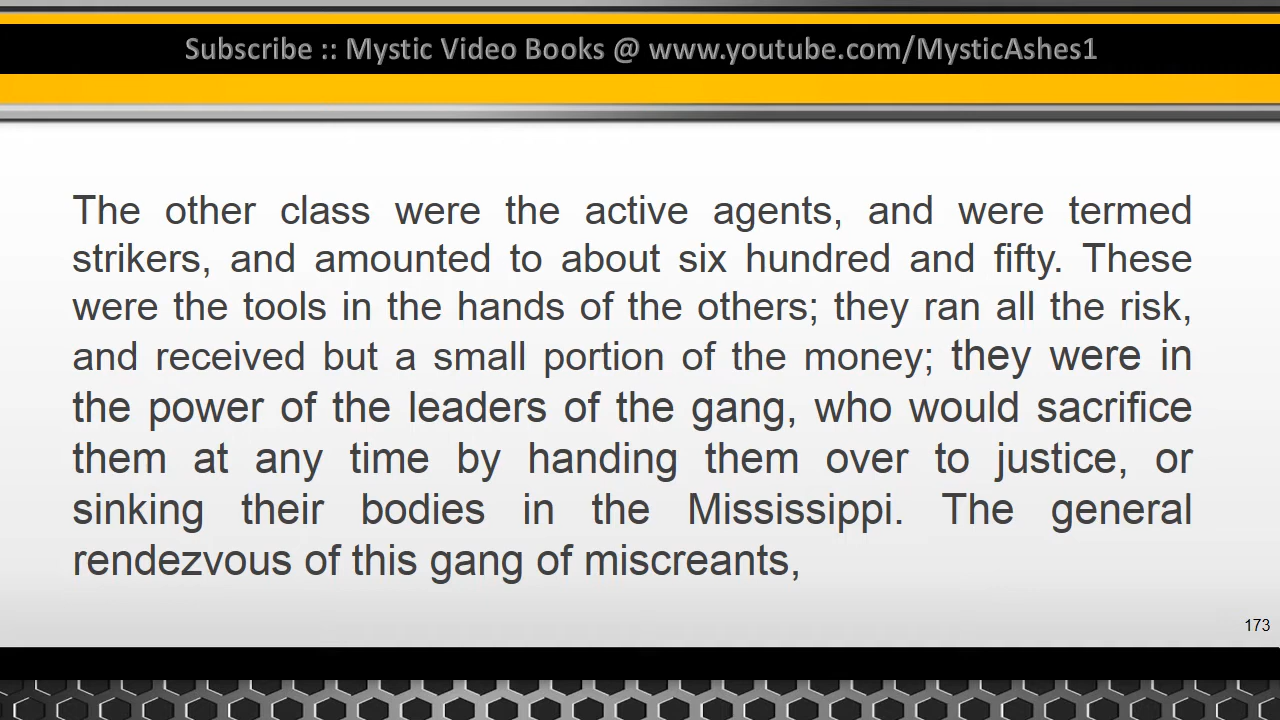 Subscribe :: Mystic Video Books @ www.youtube.com/MysticAshes1
The other class were the active agents, and were termed
strikers, and amounted to about six hundred and fifty. These
were the tools in the hands of the others; they ran all the risk,
and received but a small portion of the money; they were in
the power of the leaders of the gang, who would sacrifice
them at any time by handing them over to justice, or
sinking their bodies in the Mississippi. The general
rendezvous of this gang of miscreants,
173